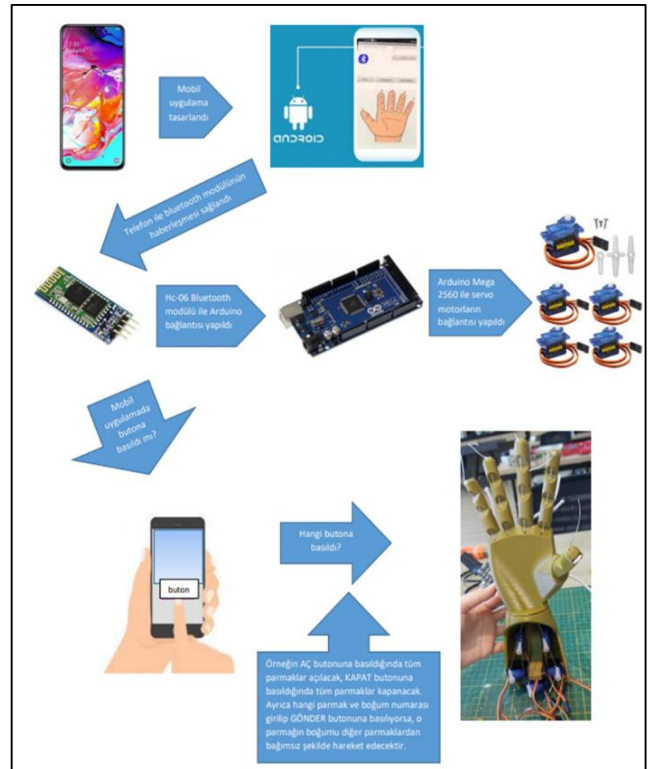 Mobil
uygulama
tasarlandı
ANDROID
Telefon ile bluetooth modülünün
haberleşmesi sağlandı
Hc-06 Bluetooth
modülü ile Arduino
bağlantısı yapıldı
Arduino Mega
2560 ile servo
motorların
bağlantısı yapıldı
Mobil
uygulamada
butona
basıldı mı?
buton
Hangi butona
basıldı?
Örneğin AÇ butonuna basıldığında tüm
parmaklar açılacak, KAPAT butonuna
basıldığında tüm parmaklar kapanacak.
Ayrıca hangi parmak ve boğum numarası
girilip GÖNDER butonuna basılıyorsa, o
parmağın boğumu diğer parmaklardan
bağımsız şekilde hareket edecektir.